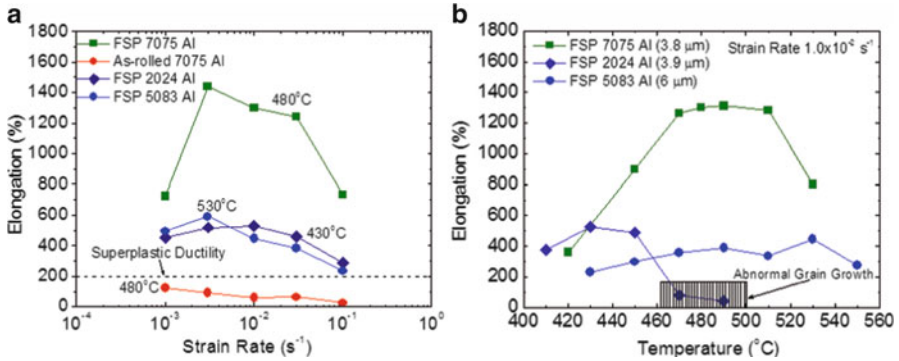 a
1800
1600
1400
1200
1000
800
600
400
200
0
Elongation (%)
FSP 7075 Al
As-rolled 7075 Al
FSP 2024 Al
FSP 5083 Al
480°C
530°C
430°C
Superplastic Ductility
480°C
10⁻⁴ 10⁻³ 10⁻² 10⁻¹ 10⁰
Strain Rate (s⁻¹)
b
1800
1600
1400
1200
1000
800
600
400
200
0
Elongation (%)
FSP 7075 Al (3.8 μm)
FSP 2024 Al (3.9 μm)
FSP 5083 Al (6 μm)
Strain Rate 1.0x10⁻² s⁻¹
Abnormal Grain Growth
400 420 440 460 480 500 520 540 560
Temperature (°C)